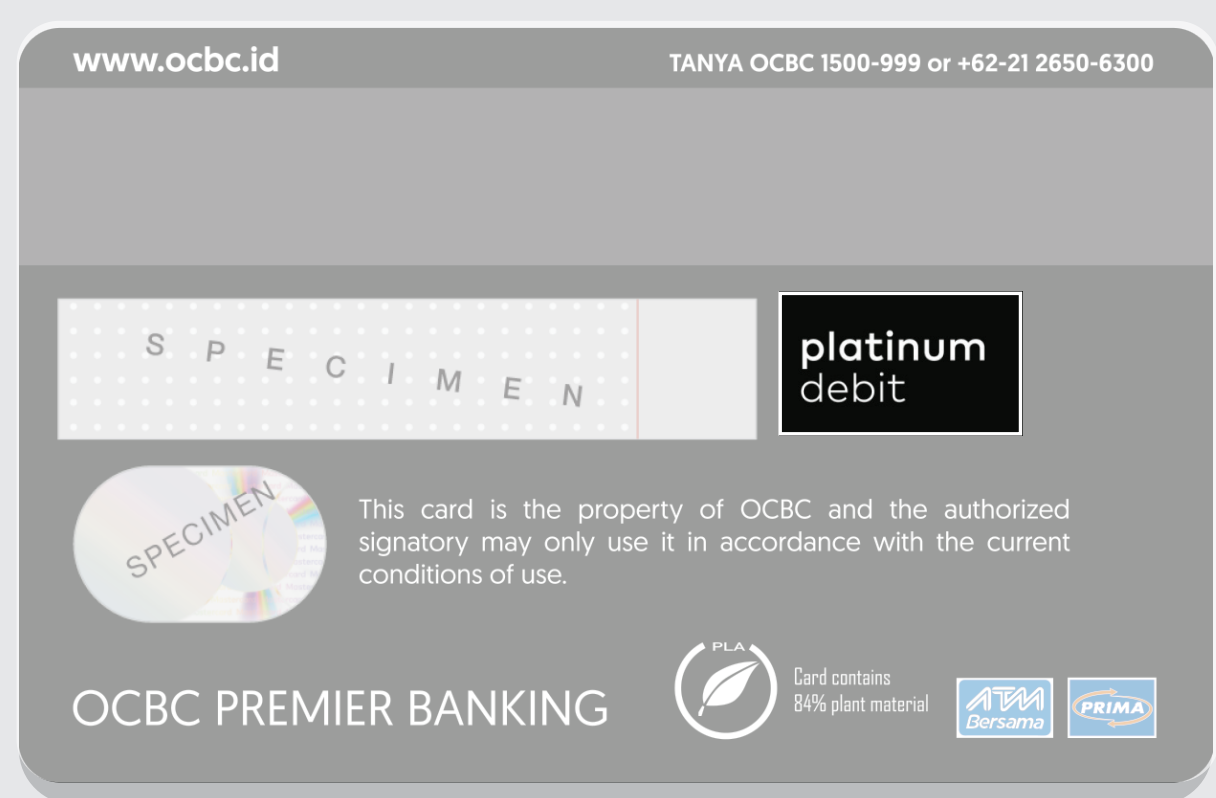 www.ocbc.id
TANYA OCBC 1500-999 or +62-21 2650-6300
SPECIMEN
platinum
debit
SPECIMEN
This card is the property of OCBC and the authorized
signatory may only use it in accordance with the current
conditions of use.
OCBC PREMIER BANKING
PLA
Card contains
84% plant material
ATM
Bersama
PRIMA